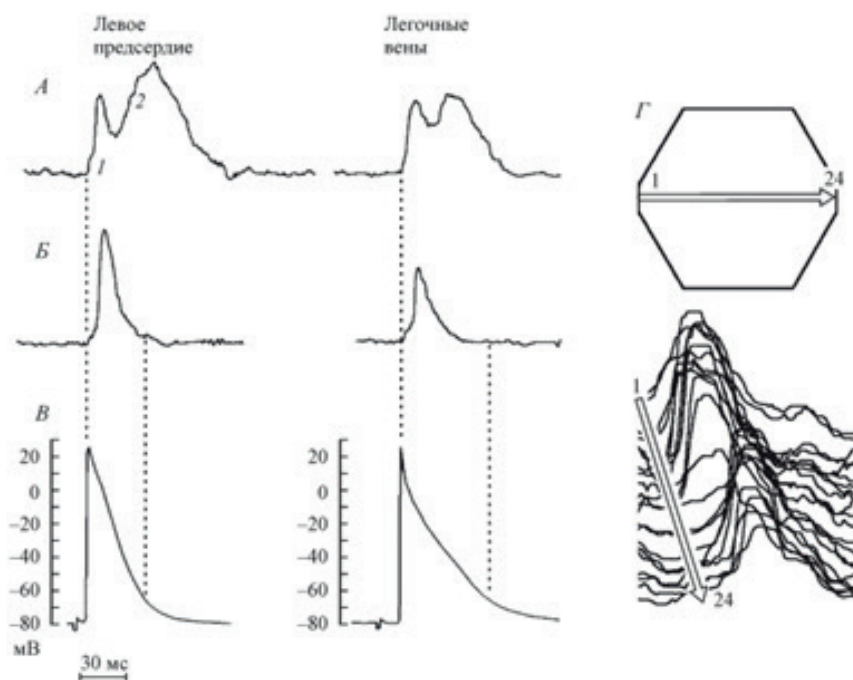 Левое
предсердие
Легочные
вены
А
2
1
Г
1
24
Б
В
20
0
–20
–40
–60
–80
мВ
30 мс
20
0
–20
–40
–60
–80
1
24